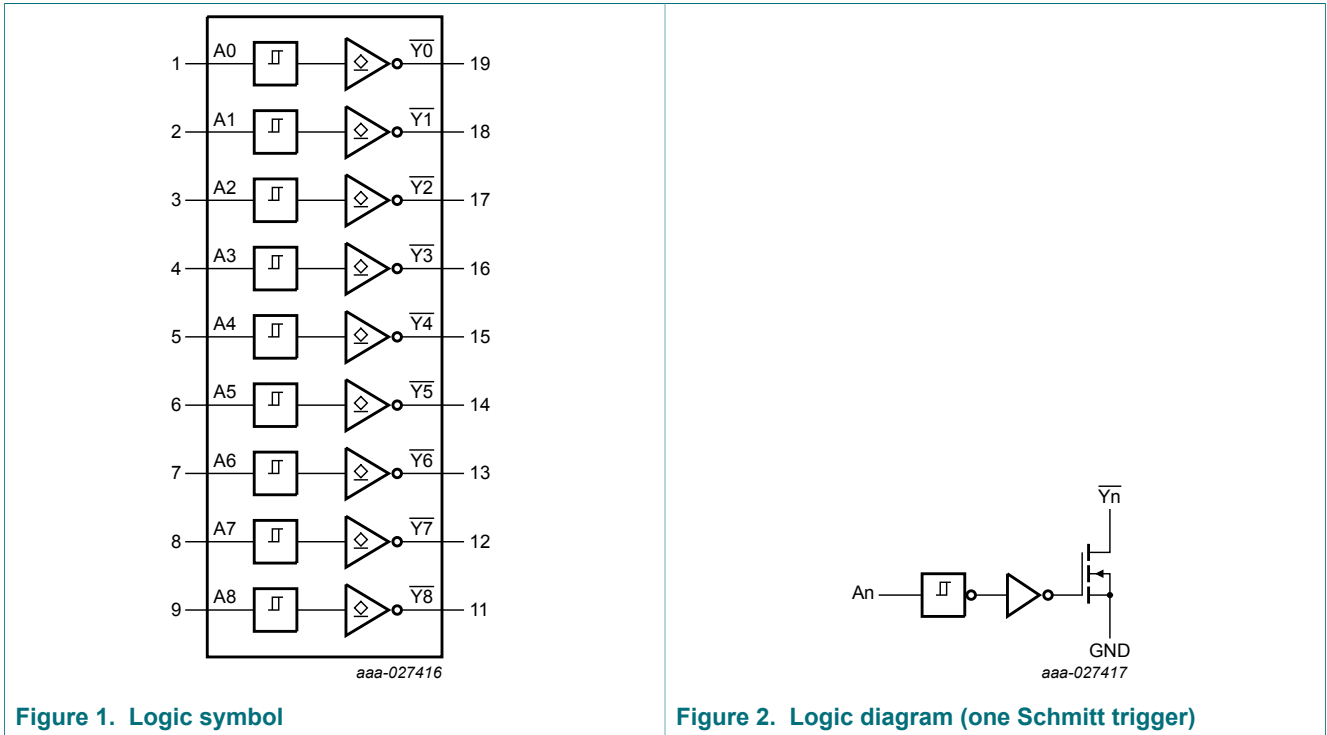 1 A0 Y0 19
2 A1 Y1 18
3 A2 Y2 17
4 A3 Y3 16
5 A4 Y4 15
6 A5 Y5 14
7 A6 Y6 13
8 A7 Y7 12
9 A8 Y8 11
aaa-027416
Figure 1. Logic symbol
Yn
An
GND
aaa-027417
Figure 2. Logic diagram (one Schmitt trigger)